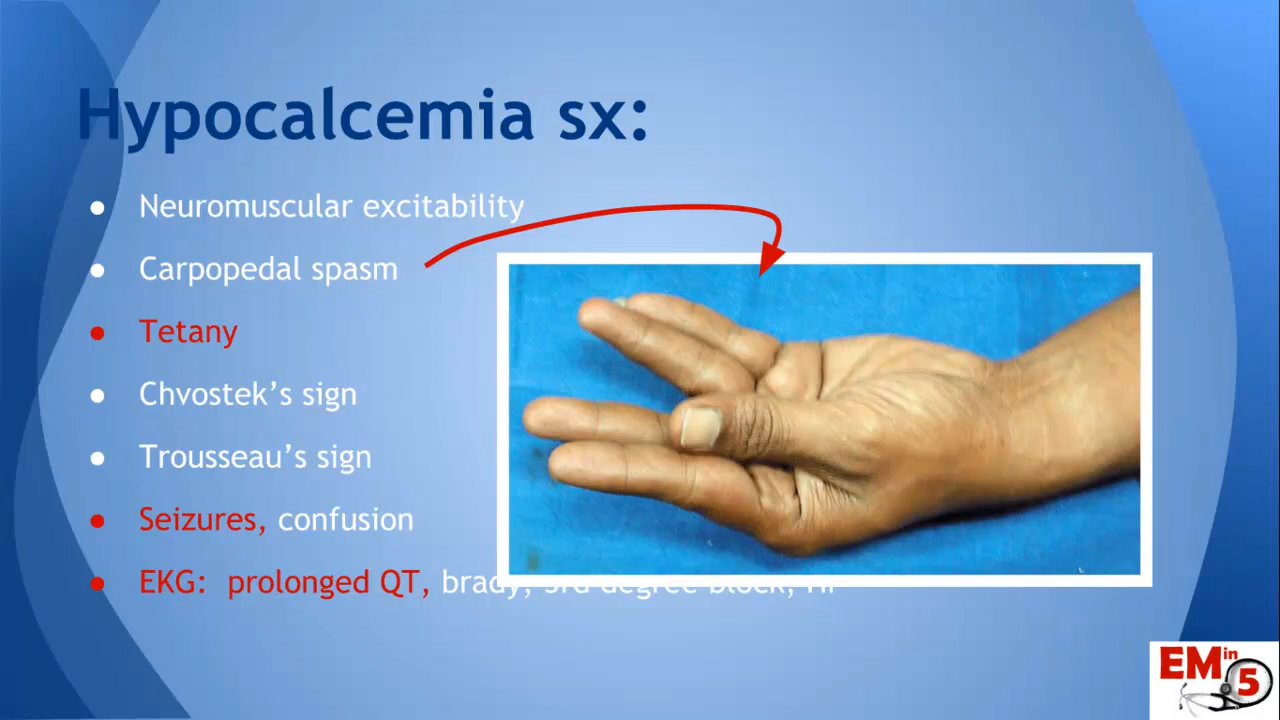 Hypocalcemia sx:
● Neuromuscular excitability
● Carpopedal spasm
● Tetany
● Chvostek’s sign
● Trousseau’s sign
● Seizures, confusion
● EKG: prolonged QT, brady, 3rd degree block,
EM in 5